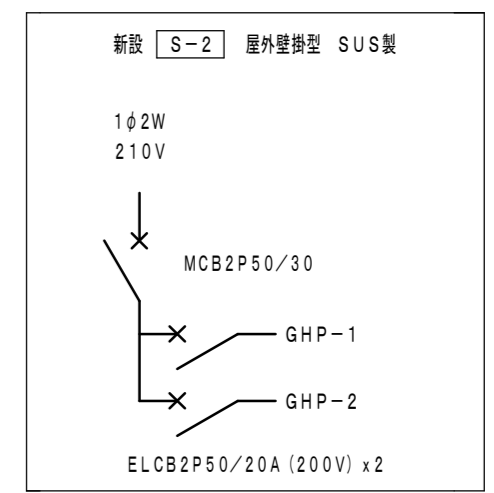 新設 S-2 屋外壁掛型 SUS製
1φ2W
210V
MCB2P50/30
GHP-1
GHP-2
ELCB2P50/20A(200V)x2